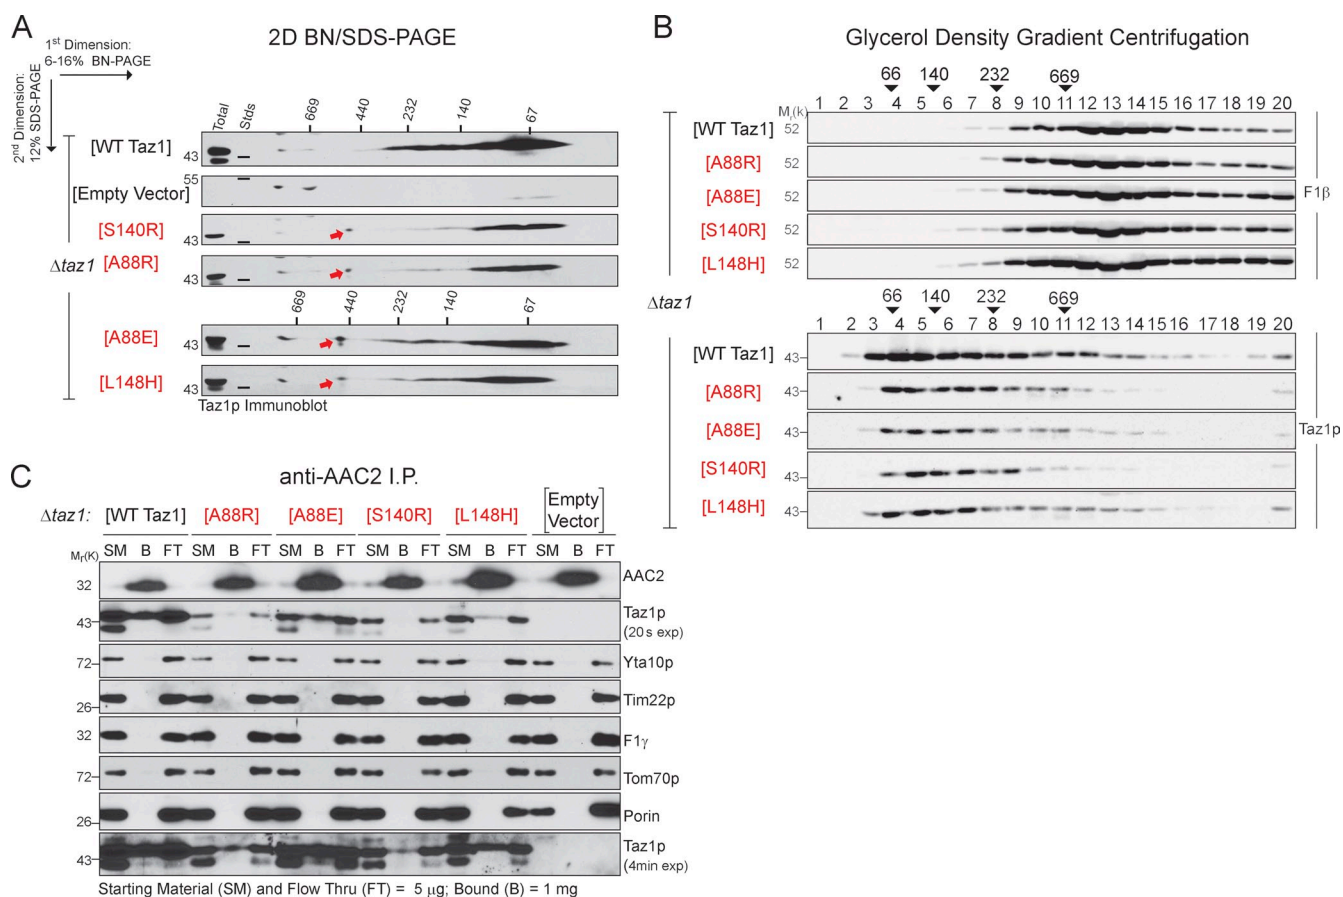 A
2D BN/SDS-PAGE
1st Dimension:
6-16% BN-PAGE
2nd Dimension:
12% SDS-PAGE
Total
Stds
669
440
232
140
67
[WT Taz1]
43
55
[Empty Vector]
[S140R]
43
Δtaz1
[A88R]
43
669
440
232
140
67
[A88E]
43
[L148H]
43
Taz1p Immunoblot
B
Glycerol Density Gradient Centrifugation
66 140 232 669
Mr(k) 1 2 3 4 5 6 7 8 9 10 11 12 13 14 15 16 17 18 19 20
[WT Taz1] 52
[A88R] 52
[A88E] 52
F1β
[S140R] 52
[L148H] 52
Δtaz1
66 140 232 669
1 2 3 4 5 6 7 8 9 10 11 12 13 14 15 16 17 18 19 20
[WT Taz1] 43
[A88R] 43
[A88E] 43
Taz1p
[S140R] 43
[L148H] 43
C
anti-AAC2 I.P.
Δtaz1: [WT Taz1] [A88R] [A88E] [S140R] [L148H] [Empty Vector]
Mr(K) SM B FT SM B FT SM B FT SM B FT SM B FT SM B FT
32 AAC2
43 Taz1p
(20 s exp)
72 Yta10p
26 Tim22p
32 F1γ
72 Tom70p
26 Porin
43 Taz1p
(4min exp)
Starting Material (SM) and Flow Thru (FT) = 5 µg; Bound (B) = 1 mg